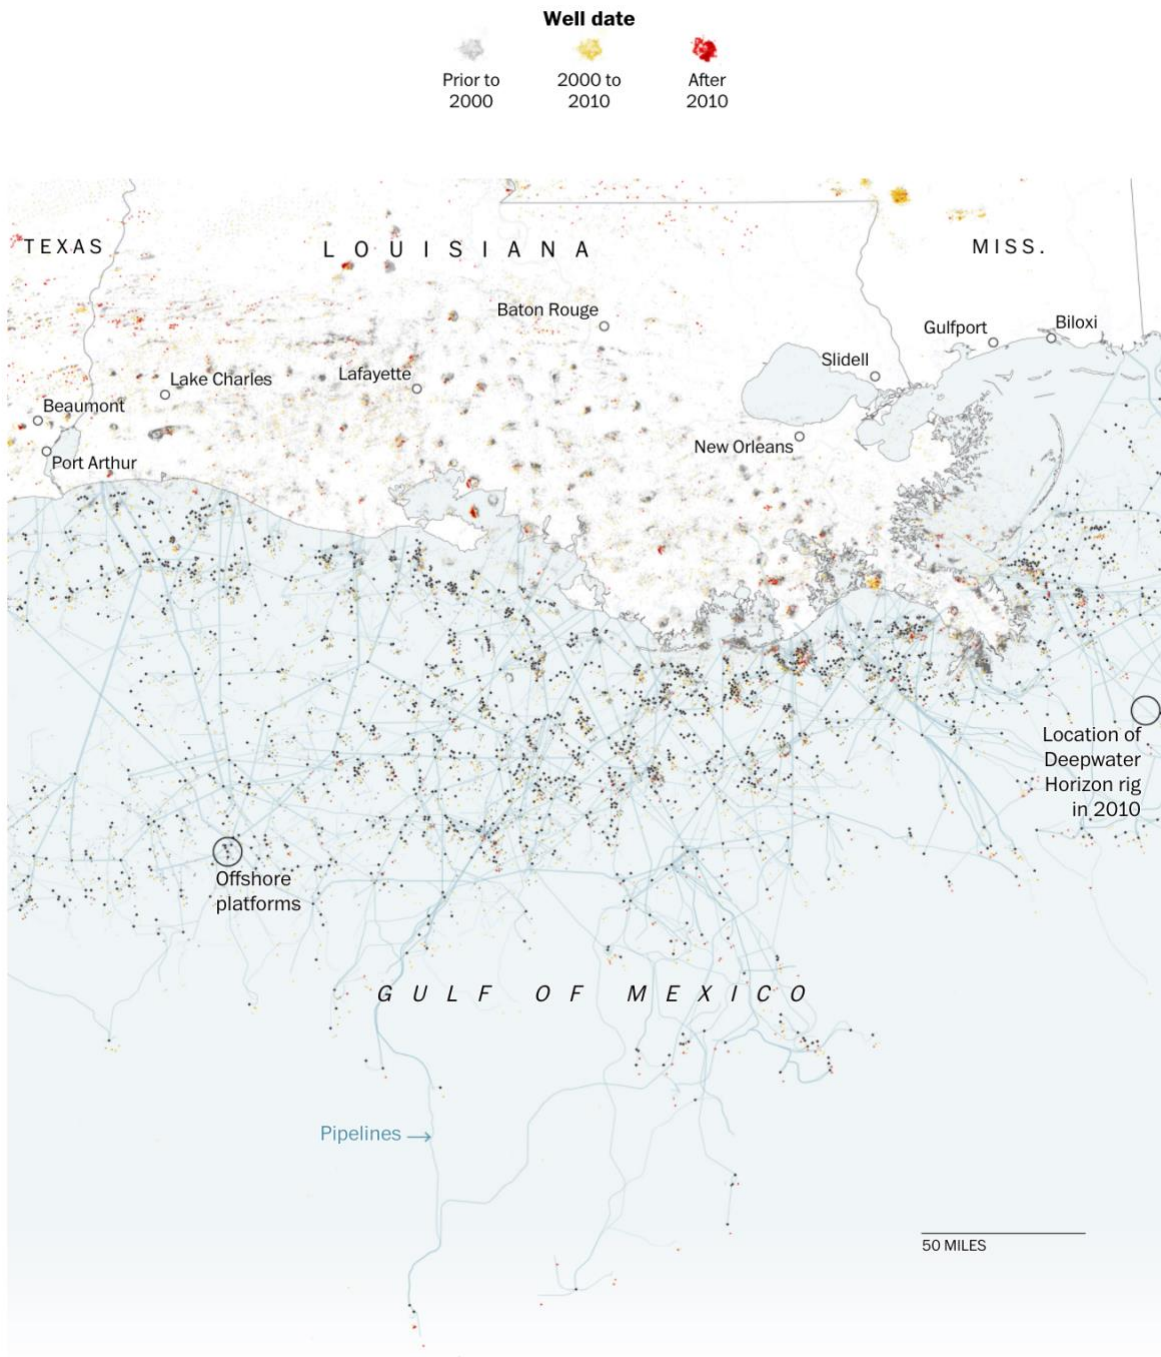 Well date
Prior to
2000
2000 to
2010
After
2010
TEXAS
LOUISIANA
MISS.
Baton Rouge
Gulfport
Biloxi
Slidell
Lake Charles
Lafayette
Beaumont
New Orleans
Port Arthur
Location of
Deepwater
Horizon rig
in 2010
Offshore
platforms
GULF OF MEXICO
Pipelines →
50 MILES